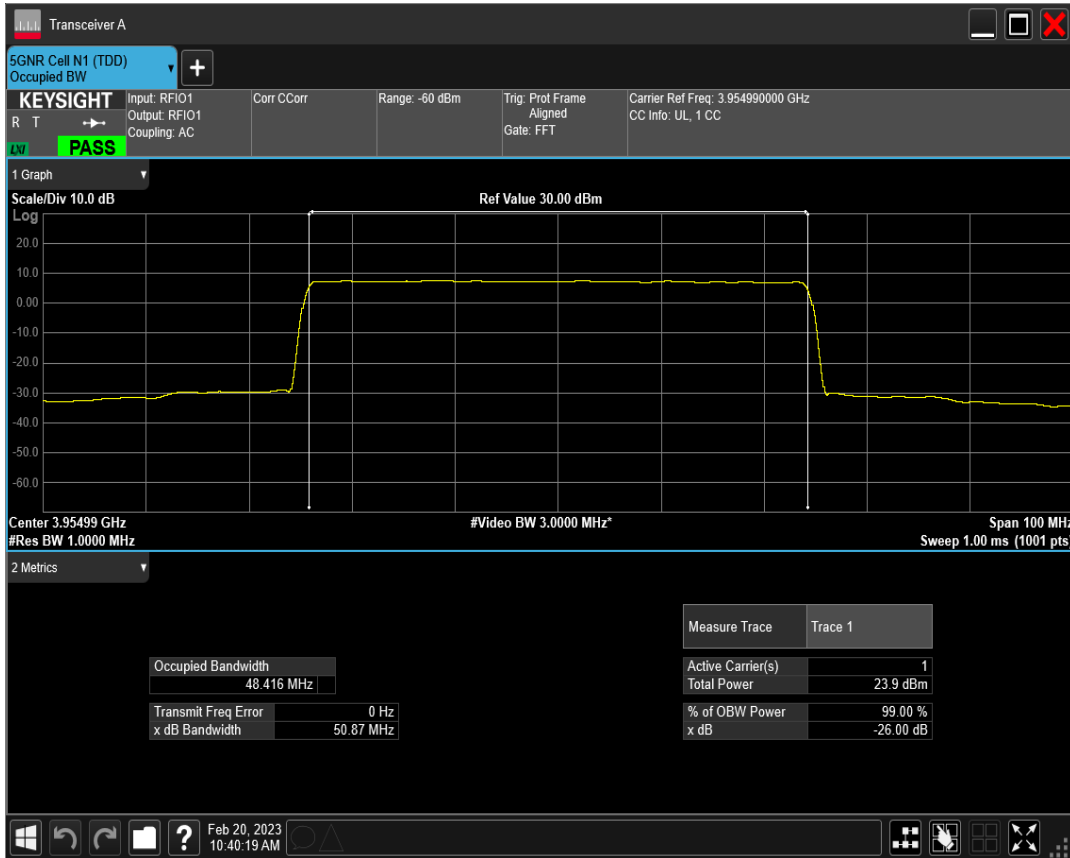 Transceiver A
5GNR Cell N1 (TDD)
Occupied BW
+
KEYSIGHT
R T
LXI
PASS
Input: RFIO1
Output: RFIO1
Coupling: AC
Corr CCorr
Range: -60 dBm
Trig: Prot Frame
Aligned
Gate: FFT
Carrier Ref Freq: 3.954990000 GHz
CC Info: UL, 1 CC
1 Graph
Scale/Div 10.0 dB
Ref Value 30.00 dBm
Log
20.0
10.0
0.00
-10.0
-20.0
-30.0
-40.0
-50.0
-60.0
Center 3.95499 GHz
#Video BW 3.0000 MHz*
Span 100 MHz
#Res BW 1.0000 MHz
Sweep 1.00 ms (1001 pts)
2 Metrics
Measure Trace Trace 1
Occupied Bandwidth
48.416 MHz
Active Carrier(s) 1
Total Power 23.9 dBm
Transmit Freq Error 0 Hz
x dB Bandwidth 50.87 MHz
% of OBW Power 99.00 %
x dB -26.00 dB
?
Feb 20, 2023
10:40:19 AM